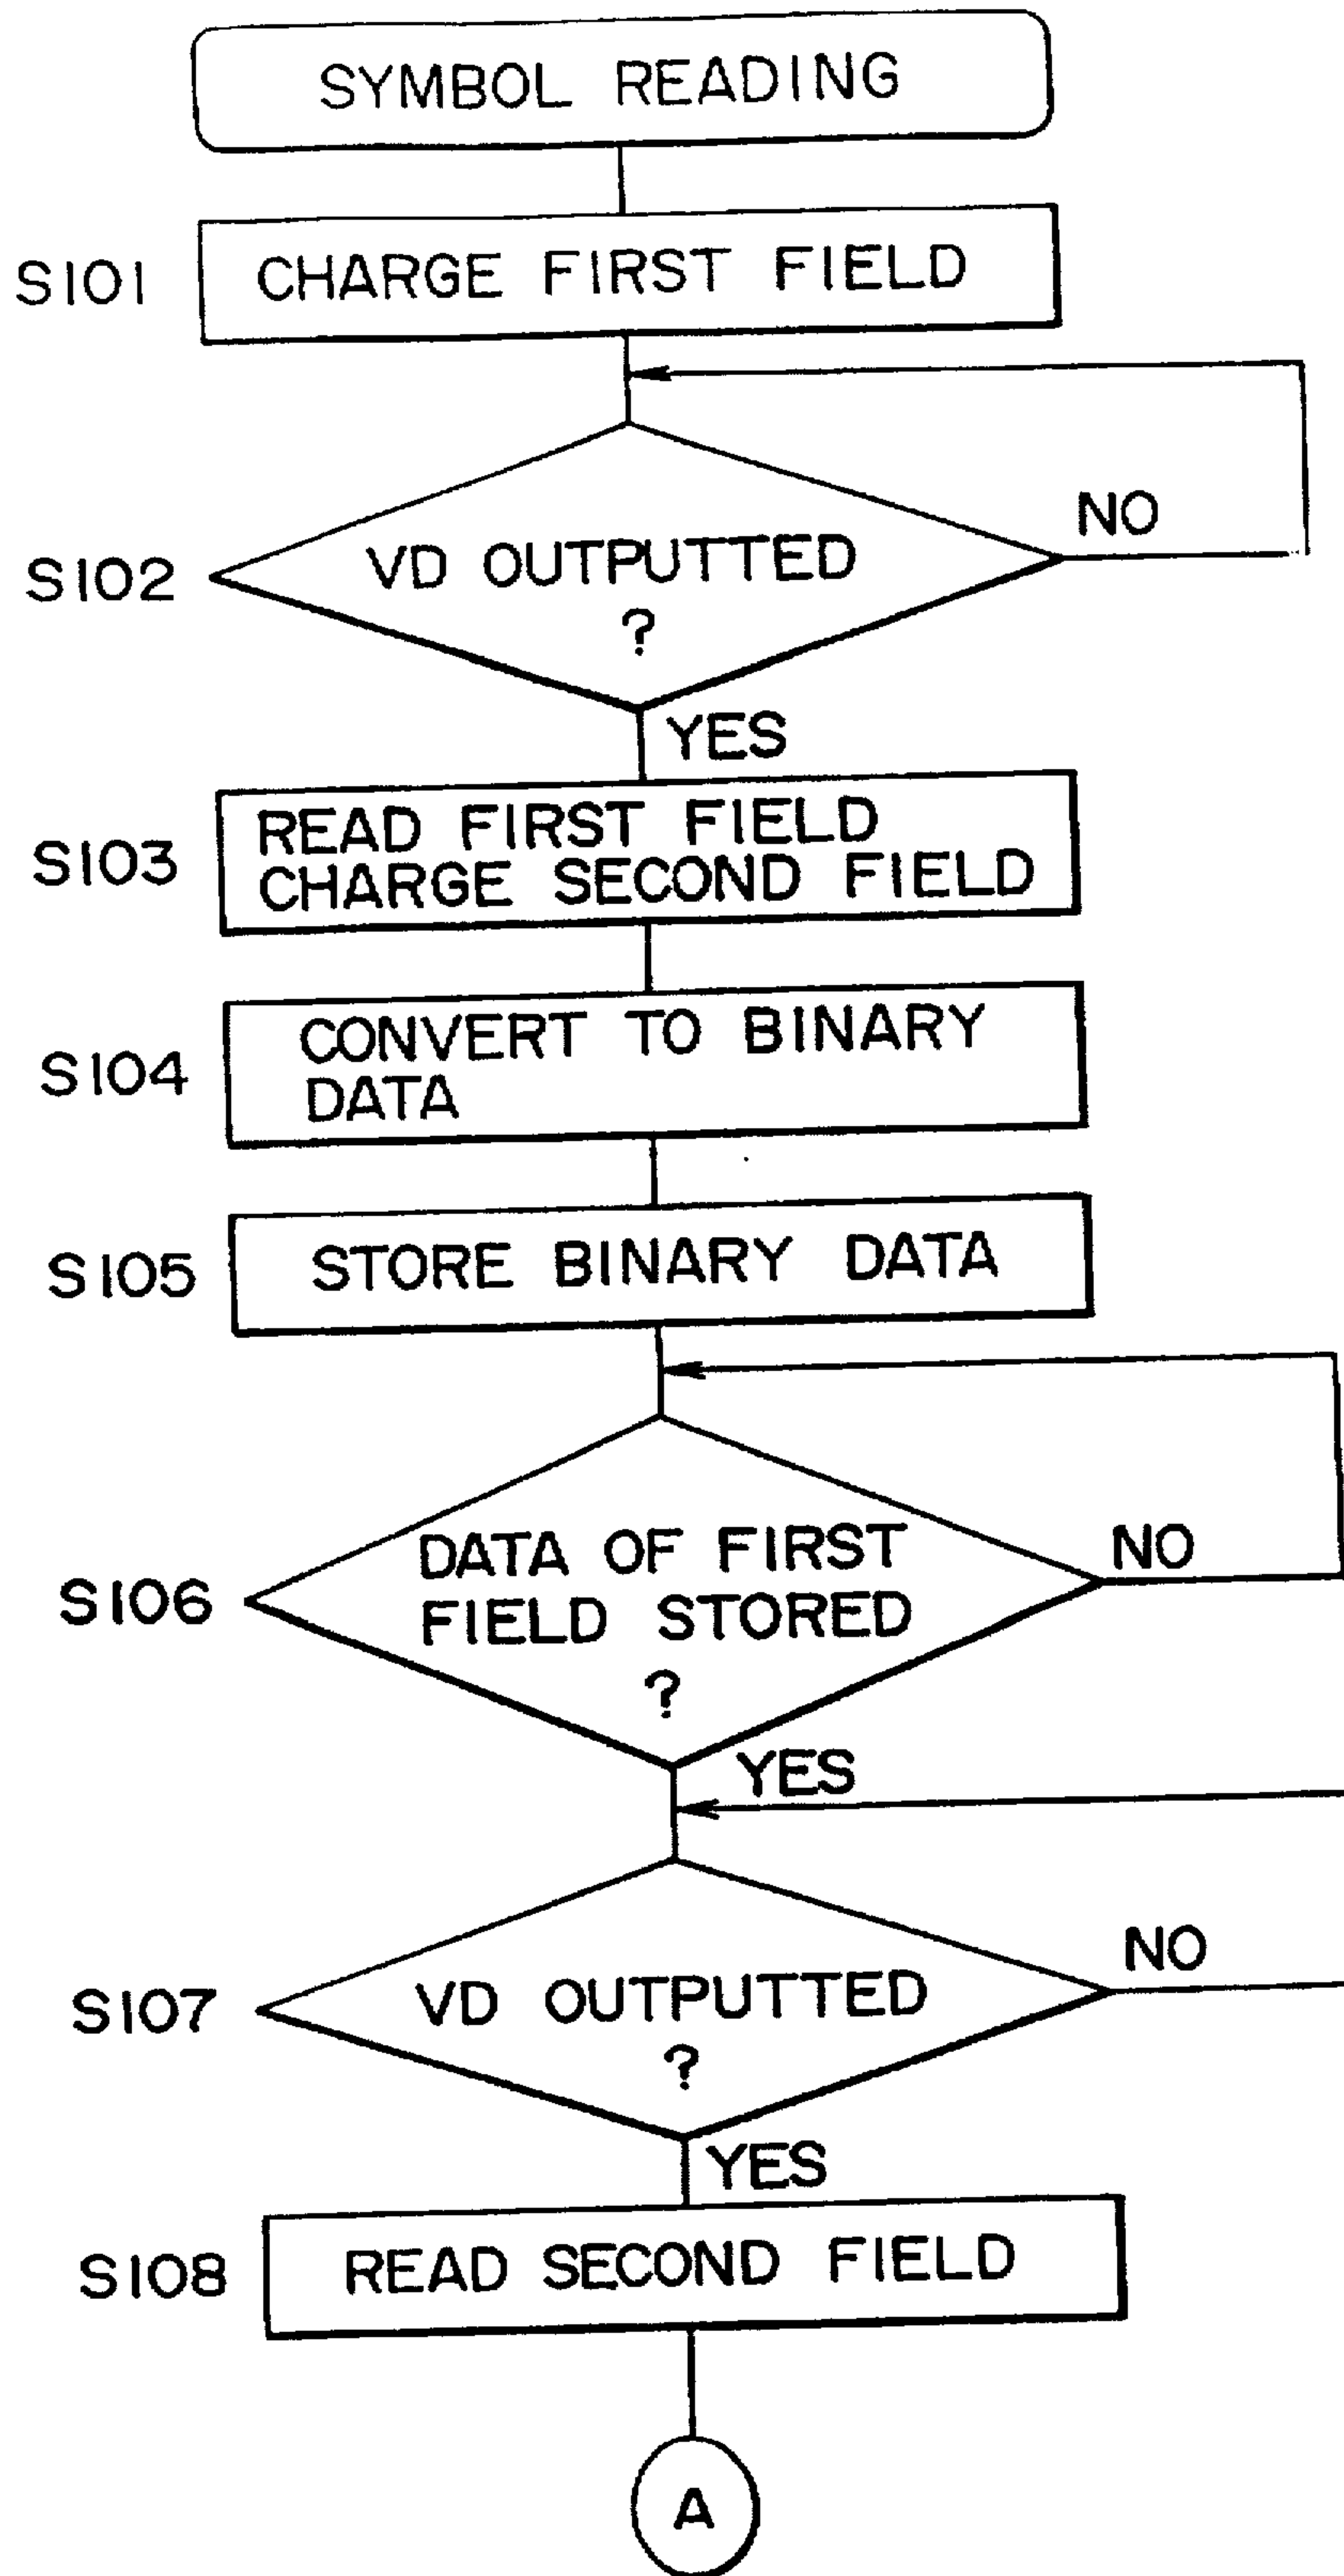 SYMBOL READING
S101
CHARGE FIRST FIELD
S102
VD OUTPUTTED
?
NO
YES
S103
READ FIRST FIELD
CHARGE SECOND FIELD
S104
CONVERT TO BINARY
DATA
S105
STORE BINARY DATA
S106
DATA OF FIRST
FIELD STORED
?
NO
YES
S107
VD OUTPUTTED
?
NO
YES
S108
READ SECOND FIELD
A